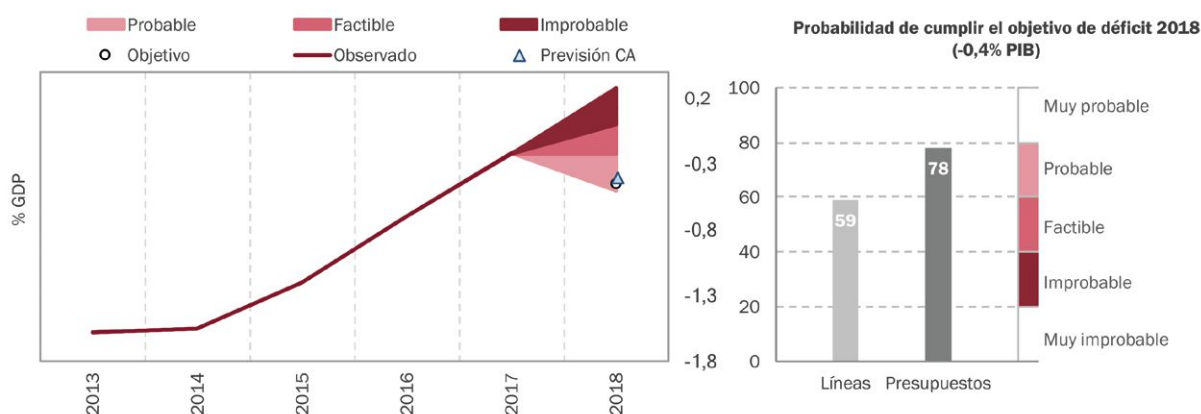 Probable
Factible
Improbable
Objetivo
Observado
Previsión CA
% GDP
0,2
-0,3
-0,8
-1,3
-1,8
2013
2014
2015
2016
2017
2018
Probabilidad de cumplir el objetivo de déficit 2018
(-0,4% PIB)
100
80
60
40
20
0
59
78
Líneas
Presupuestos
Muy probable
Probable
Factible
Improbable
Muy improbable